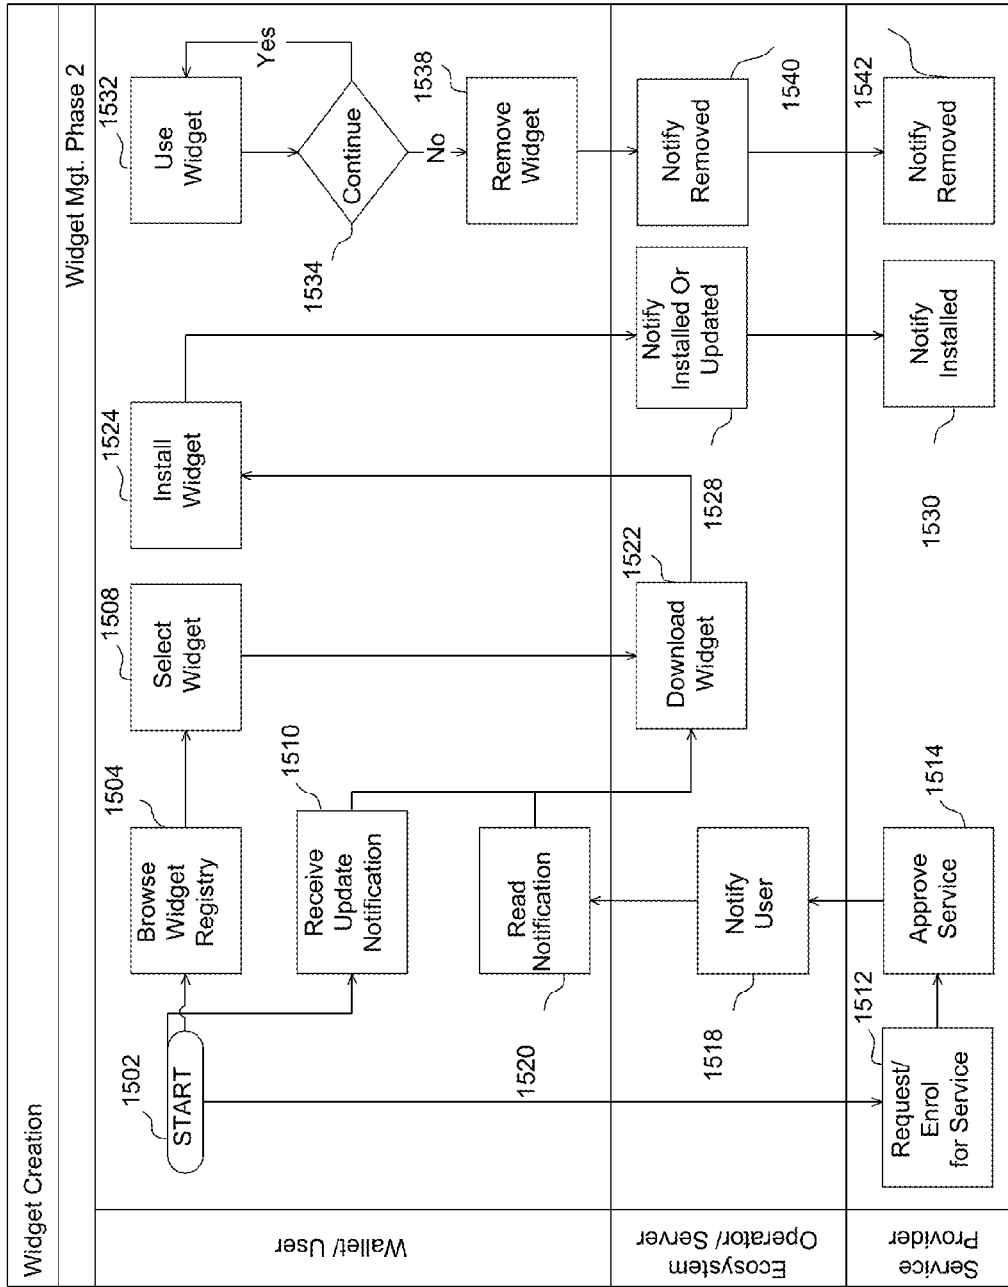 Widget Creation
Widget Mgt. Phase 2
Wallet/ User
Ecosystem
Operator/ Server
Service
Provider
1502
START
1504
Browse
Widget
Registry
1508
Select
Widget
1524
Install
Widget
1532
Use
Widget
Yes
1534
Continue
No
1538
Remove
Widget
1510
Receive
Update
Notification
1520
Read
Notification
1518
Notify
User
1522
Download
Widget
1528
Notify
Installed Or
Updated
1540
Notify
Removed
1512
Request/
Enrol
for Service
1514
Approve
Service
1530
Notify
Installed
1542
Notify
Removed